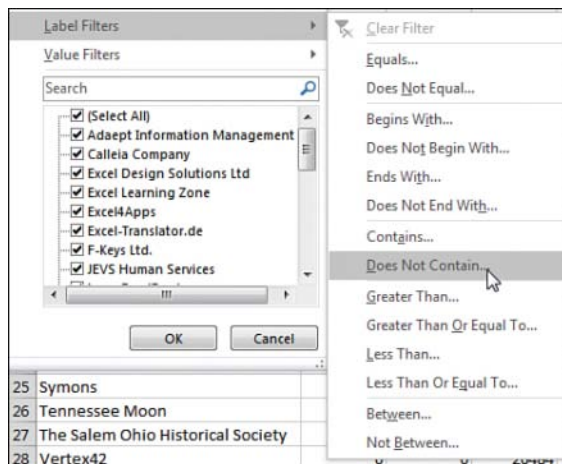 Label Filters
Value Filters
Search
(Select All)
Adaept Information Management
Calleia Company
Excel Design Solutions Ltd
Excel Learning Zone
Excel4Apps
Excel-Translator.de
F-Keys Ltd.
JEVS Human Services
OK
Cancel
Clear Filter
Equals...
Does Not Equal...
Begins With...
Does Not Begin With...
Ends With...
Does Not End With...
Contains...
Does Not Contain...
Greater Than...
Greater Than Or Equal To...
Less Than...
Less Than Or Equal To...
Between...
Not Between...
25 Symons
26 Tennessee Moon
27 The Salem Ohio Historical Society
28 Vertex42